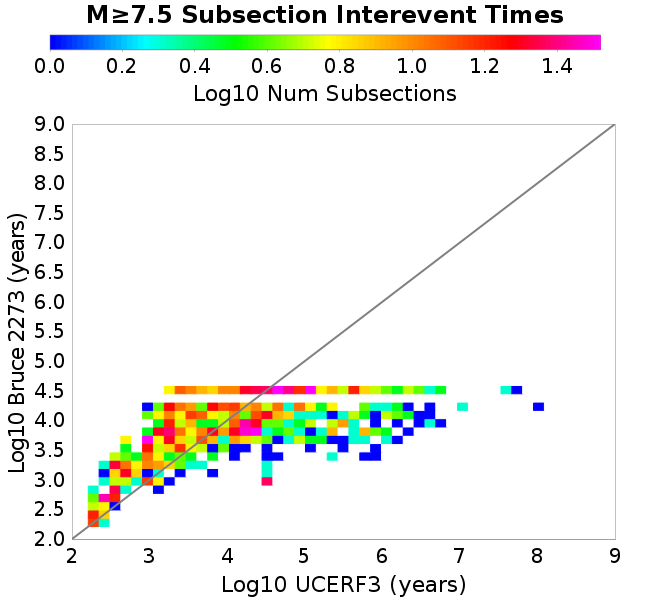 M≥7.5 Subsection Interevent Times
0.0 0.2 0.4 0.6 0.8 1.0 1.2 1.4
Log10 Num Subsections
9.0
8.5
8.0
7.5
7.0
6.5
6.0
5.5
5.0
4.5
4.0
3.5
3.0
2.5
2.0
Log10 Bruce 2273 (years)
2 3 4 5 6 7 8 9
Log10 UCERF3 (years)